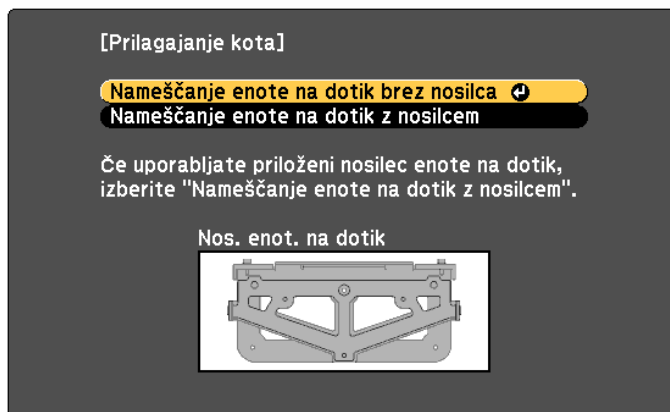 [Prilagajanje kota]
Nameščanje enote na dotik brez nosilca
Nameščanje enote na dotik z nosilcem
Če uporabljate priloženi nosilec enote na dotik,
izberite "Nameščanje enote na dotik z nosilcem".
Nos. enot. na dotik